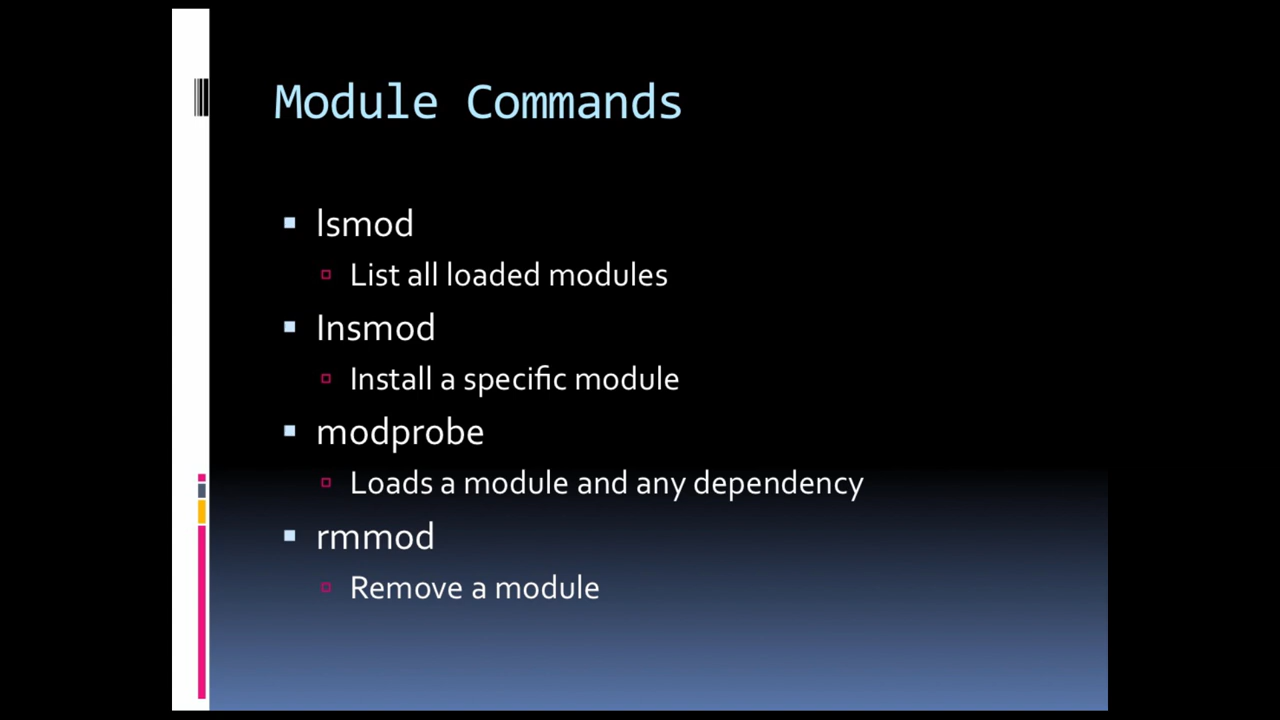 Module Commands
lsmod
List all loaded modules
Insmod
Install a specific module
modprobe
Loads a module and any dependency
rmmod
Remove a module